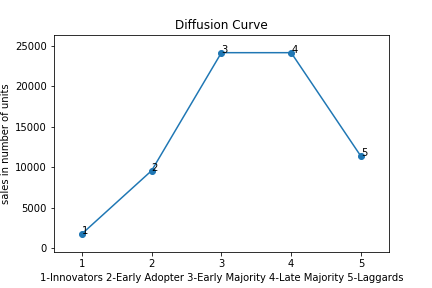 Diffusion Curve
25000
20000
15000
10000
5000
0
sales in number of units
1
2
3
4
5
1 2 3 4 5
1-Innovators 2-Early Adopter 3-Early Majority 4-Late Majority 5-Laggards